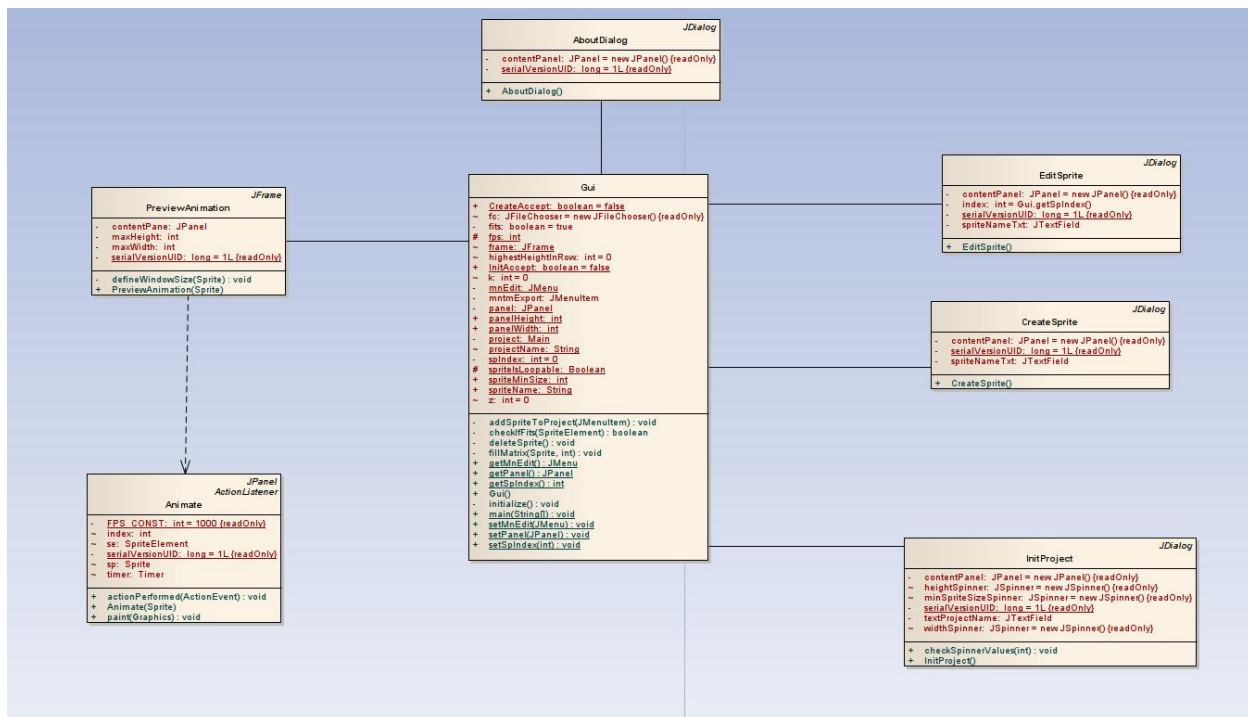 JDialog
AboutDialog
- contentPanel: JPanel = new JPanel() {readOnly}
- serialVersionUID: long = 1L {readOnly}
+ AboutDialog()
JFrame
PreviewAnimation
- contentPane: JPanel
- maxHeight: int
- maxWidth: int
- serialVersionUID: long = 1L {readOnly}
- defineWindowSize(Sprite) : void
+ PreviewAnimation(Sprite)
Gui
+ CreateAccept: boolean = false
~ fc: JFileChooser = new JFileChooser() {readOnly}
- fits: boolean = true
# fps: int
~ frame: JFrame
~ highestHeightInRow: int = 0
+ InitAccept: boolean = false
~ k: int = 0
- mnEdit: JMenu
- mntmExport: JMenuItem
- panel: JPanel
+ panelHeight: int
+ panelWidth: int
- project: Main
~ projectName: String
- spIndex: int = 0
# spriteIsLoopable: Boolean
+ spriteMinSize: int
+ spriteName: String
~ z: int = 0
- addSpriteToProject(JMenuItem) : void
- checkIfFits(SpriteElement) : boolean
- deleteSprite() : void
- fillMatrix(Sprite, int) : void
+ getMnEdit() : JMenu
+ getPanel() : JPanel
+ getSpIndex() : int
+ Gui()
- initialize() : void
+ main(String[]) : void
+ setMnEdit(JMenu) : void
+ setPanel(JPanel) : void
+ setSpIndex(int) : void
JDialog
EditSprite
- contentPanel: JPanel = new JPanel() {readOnly}
- index: int = Gui.getSpIndex()
- serialVersionUID: long = 1L {readOnly}
- spriteNameTxt: JTextField
+ EditSprite()
JDialog
CreateSprite
- contentPanel: JPanel = new JPanel() {readOnly}
- serialVersionUID: long = 1L {readOnly}
- spriteNameTxt: JTextField
+ CreateSprite()
JPanel
ActionListener
Animate
- FPS_CONST: int = 1000 {readOnly}
~ index: int
~ se: SpriteElement
- serialVersionUID: long = 1L {readOnly}
~ sp: Sprite
~ timer: Timer
+ actionPerformed(ActionEvent) : void
+ Animate(Sprite)
+ paint(Graphics) : void
JDialog
InitProject
- contentPanel: JPanel = new JPanel() {readOnly}
~ heightSpinner: JSpinner = new JSpinner() {readOnly}
~ minSpriteSizeSpinner: JSpinner = new JSpinner() {readOnly}
- serialVersionUID: long = 1L {readOnly}
- textProjectName: JTextField
~ widthSpinner: JSpinner = new JSpinner() {readOnly}
+ checkSpinnerValues(int) : void
+ InitProject()